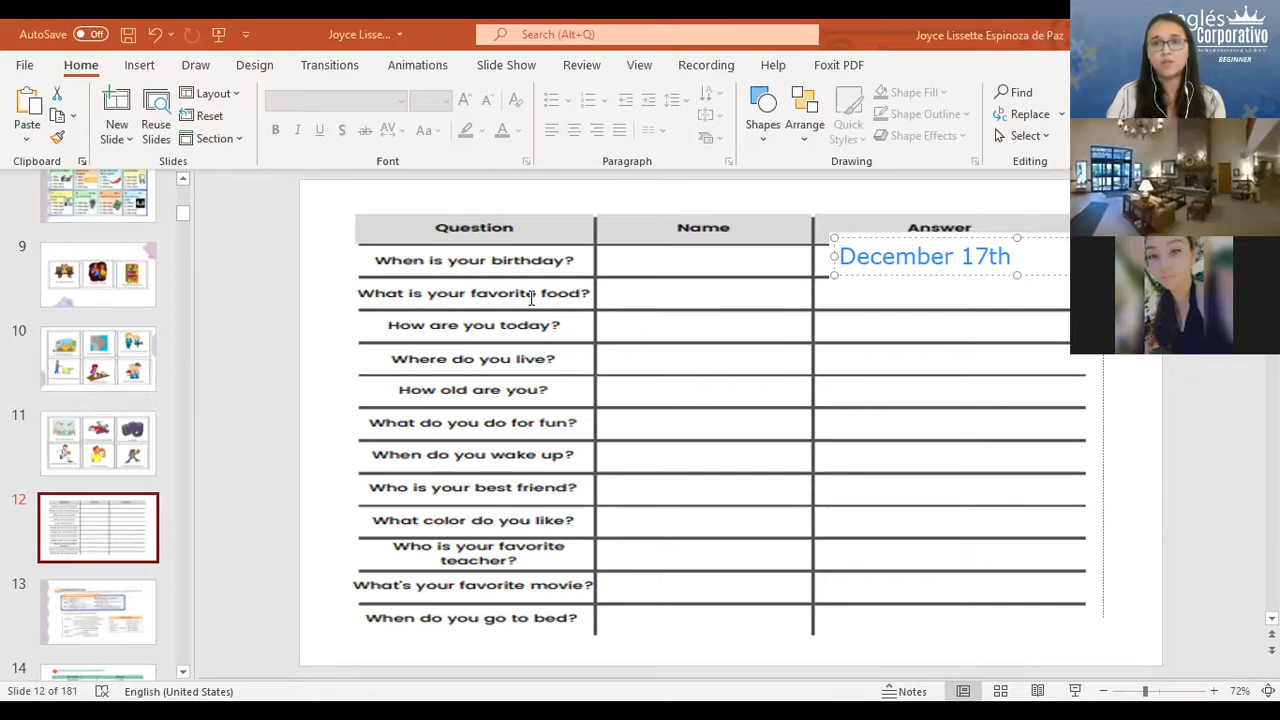 AutoSave Off
Joyce Lisse...
Search (Alt+Q)
Joyce Lissette Espinoza de Paz
inglés
Corporativo
BEGINNER
File Home Insert Draw Design Transitions Animations Slide Show Review View Recording Help Foxit PDF
Paste
New
Slide
Reuse
Slides
Layout
Reset
Section
Shapes
Arrange
Quick
Styles
Shape Fill
Shape Outline
Shape Effects
Find
Replace
Select
Clipboard Slides Font Paragraph Drawing Editing
9
10
11
12
13
14
Question Name Answer
When is your birthday? December 17th
What is your favorite food?
How are you today?
Where do you live?
How old are you?
What do you do for fun?
When do you wake up?
Who is your best friend?
What color do you like?
Who is your favorite
teacher?
What's your favorite movie?
When do you go to bed?
Slide 12 of 181 English (United States) Notes 72%